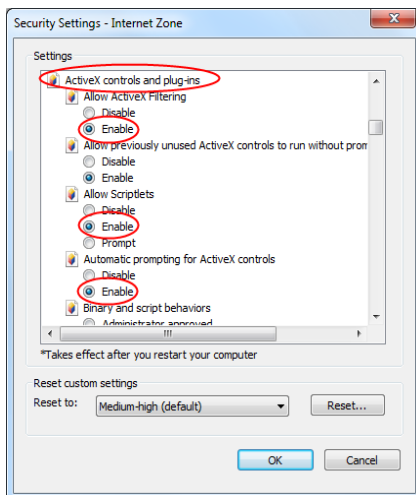 Security Settings - Internet Zone
Settings
ActiveX controls and plug-ins
Allow ActiveX Filtering
Disable
Enable
Allow previously unused ActiveX controls to run without prom
Disable
Enable
Allow Scriptlets
Disable
Enable
Prompt
Automatic prompting for ActiveX controls
Disable
Enable
Binary and script behaviors
Administrator approved
*Takes effect after you restart your computer
Reset custom settings
Reset to: Medium-high (default) Reset...
OK Cancel